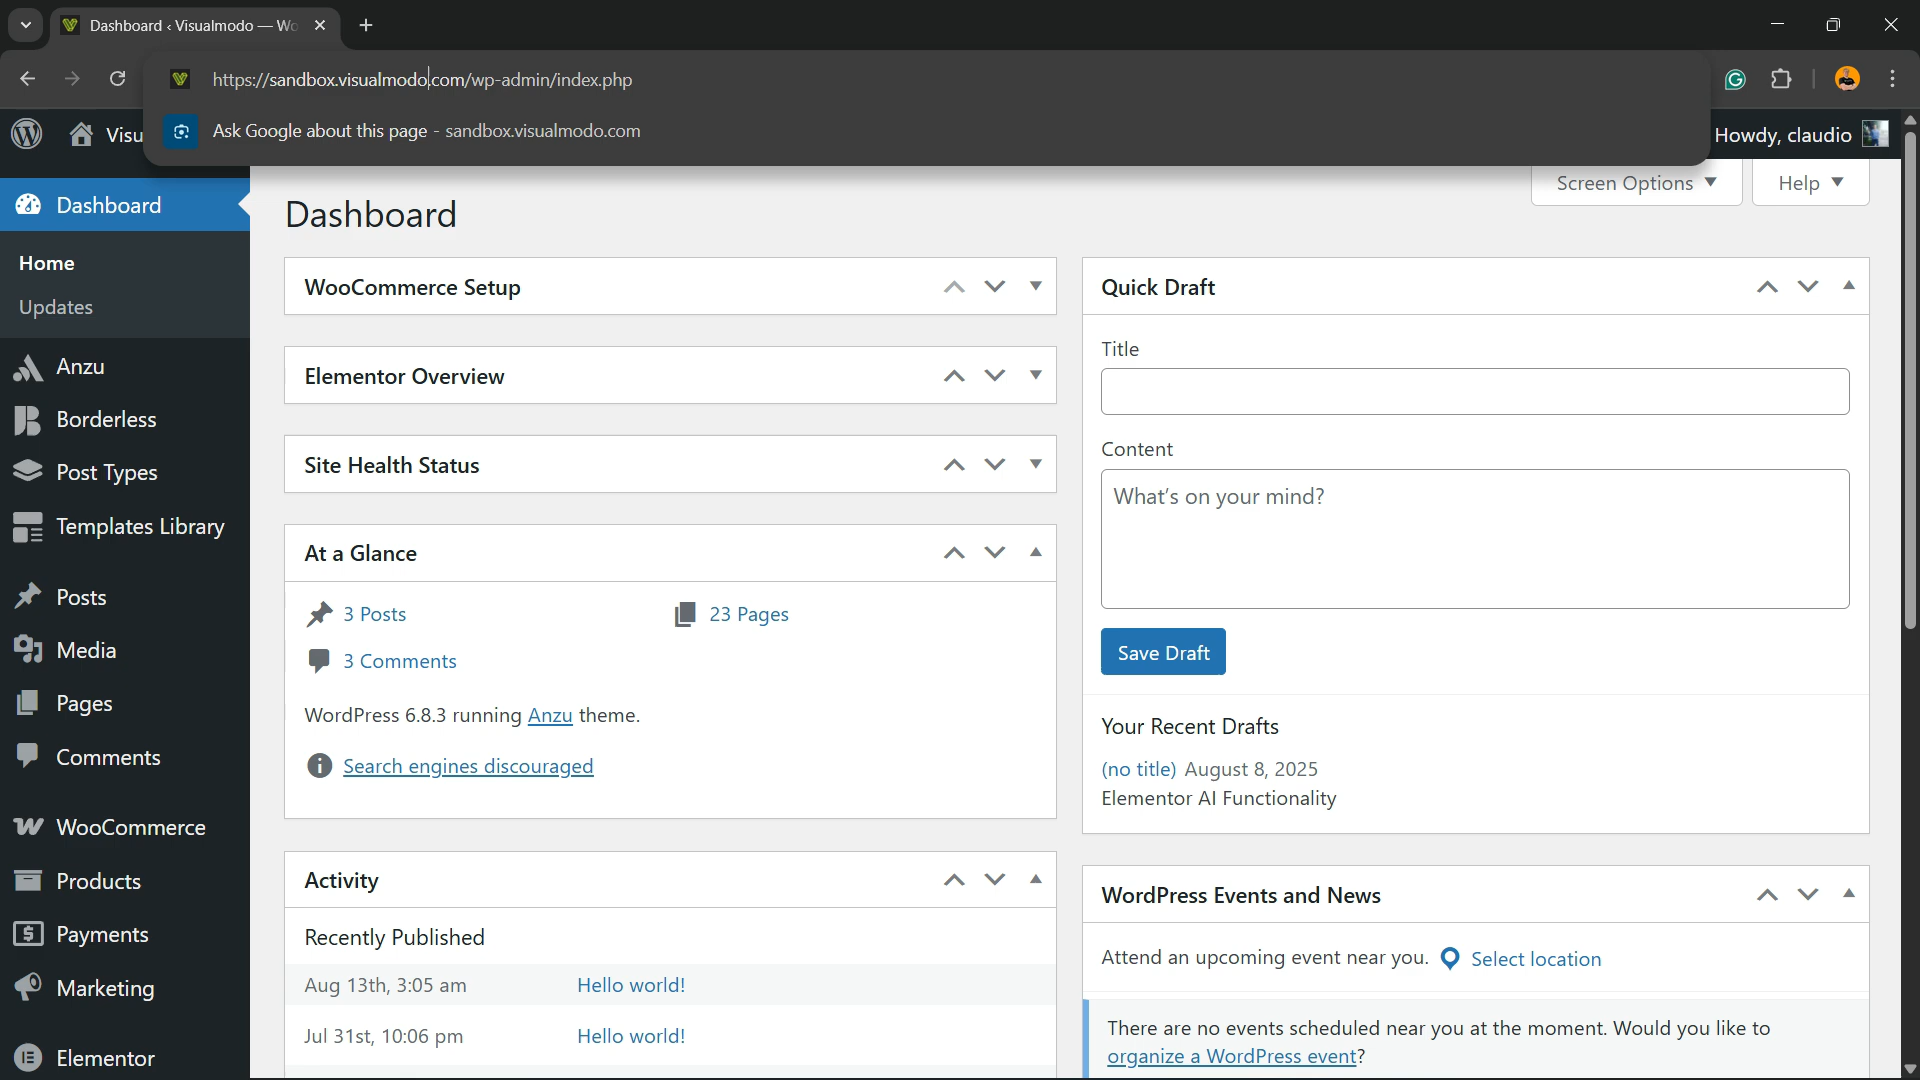 Dashboard ‹ Visualmodo — Wo
https://sandbox.visualmodo.com/wp-admin/index.php
Ask Google about this page - sandbox.visualmodo.com
Visu
Howdy, claudio
Screen Options
Help
Dashboard
Home
Updates
Anzu
Borderless
Post Types
Templates Library
Posts
Media
Pages
Comments
WooCommerce
Products
Payments
Marketing
Elementor
Dashboard
WooCommerce Setup
Elementor Overview
Site Health Status
At a Glance
3 Posts
23 Pages
3 Comments
WordPress 6.8.3 running Anzu theme.
Search engines discouraged
Activity
Recently Published
Aug 13th, 3:05 am Hello world!
Jul 31st, 10:06 pm Hello world!
Quick Draft
Title
Content
What's on your mind?
Save Draft
Your Recent Drafts
(no title) August 8, 2025
Elementor AI Functionality
WordPress Events and News
Attend an upcoming event near you. Select location
There are no events scheduled near you at the moment. Would you like to
organize a WordPress event?